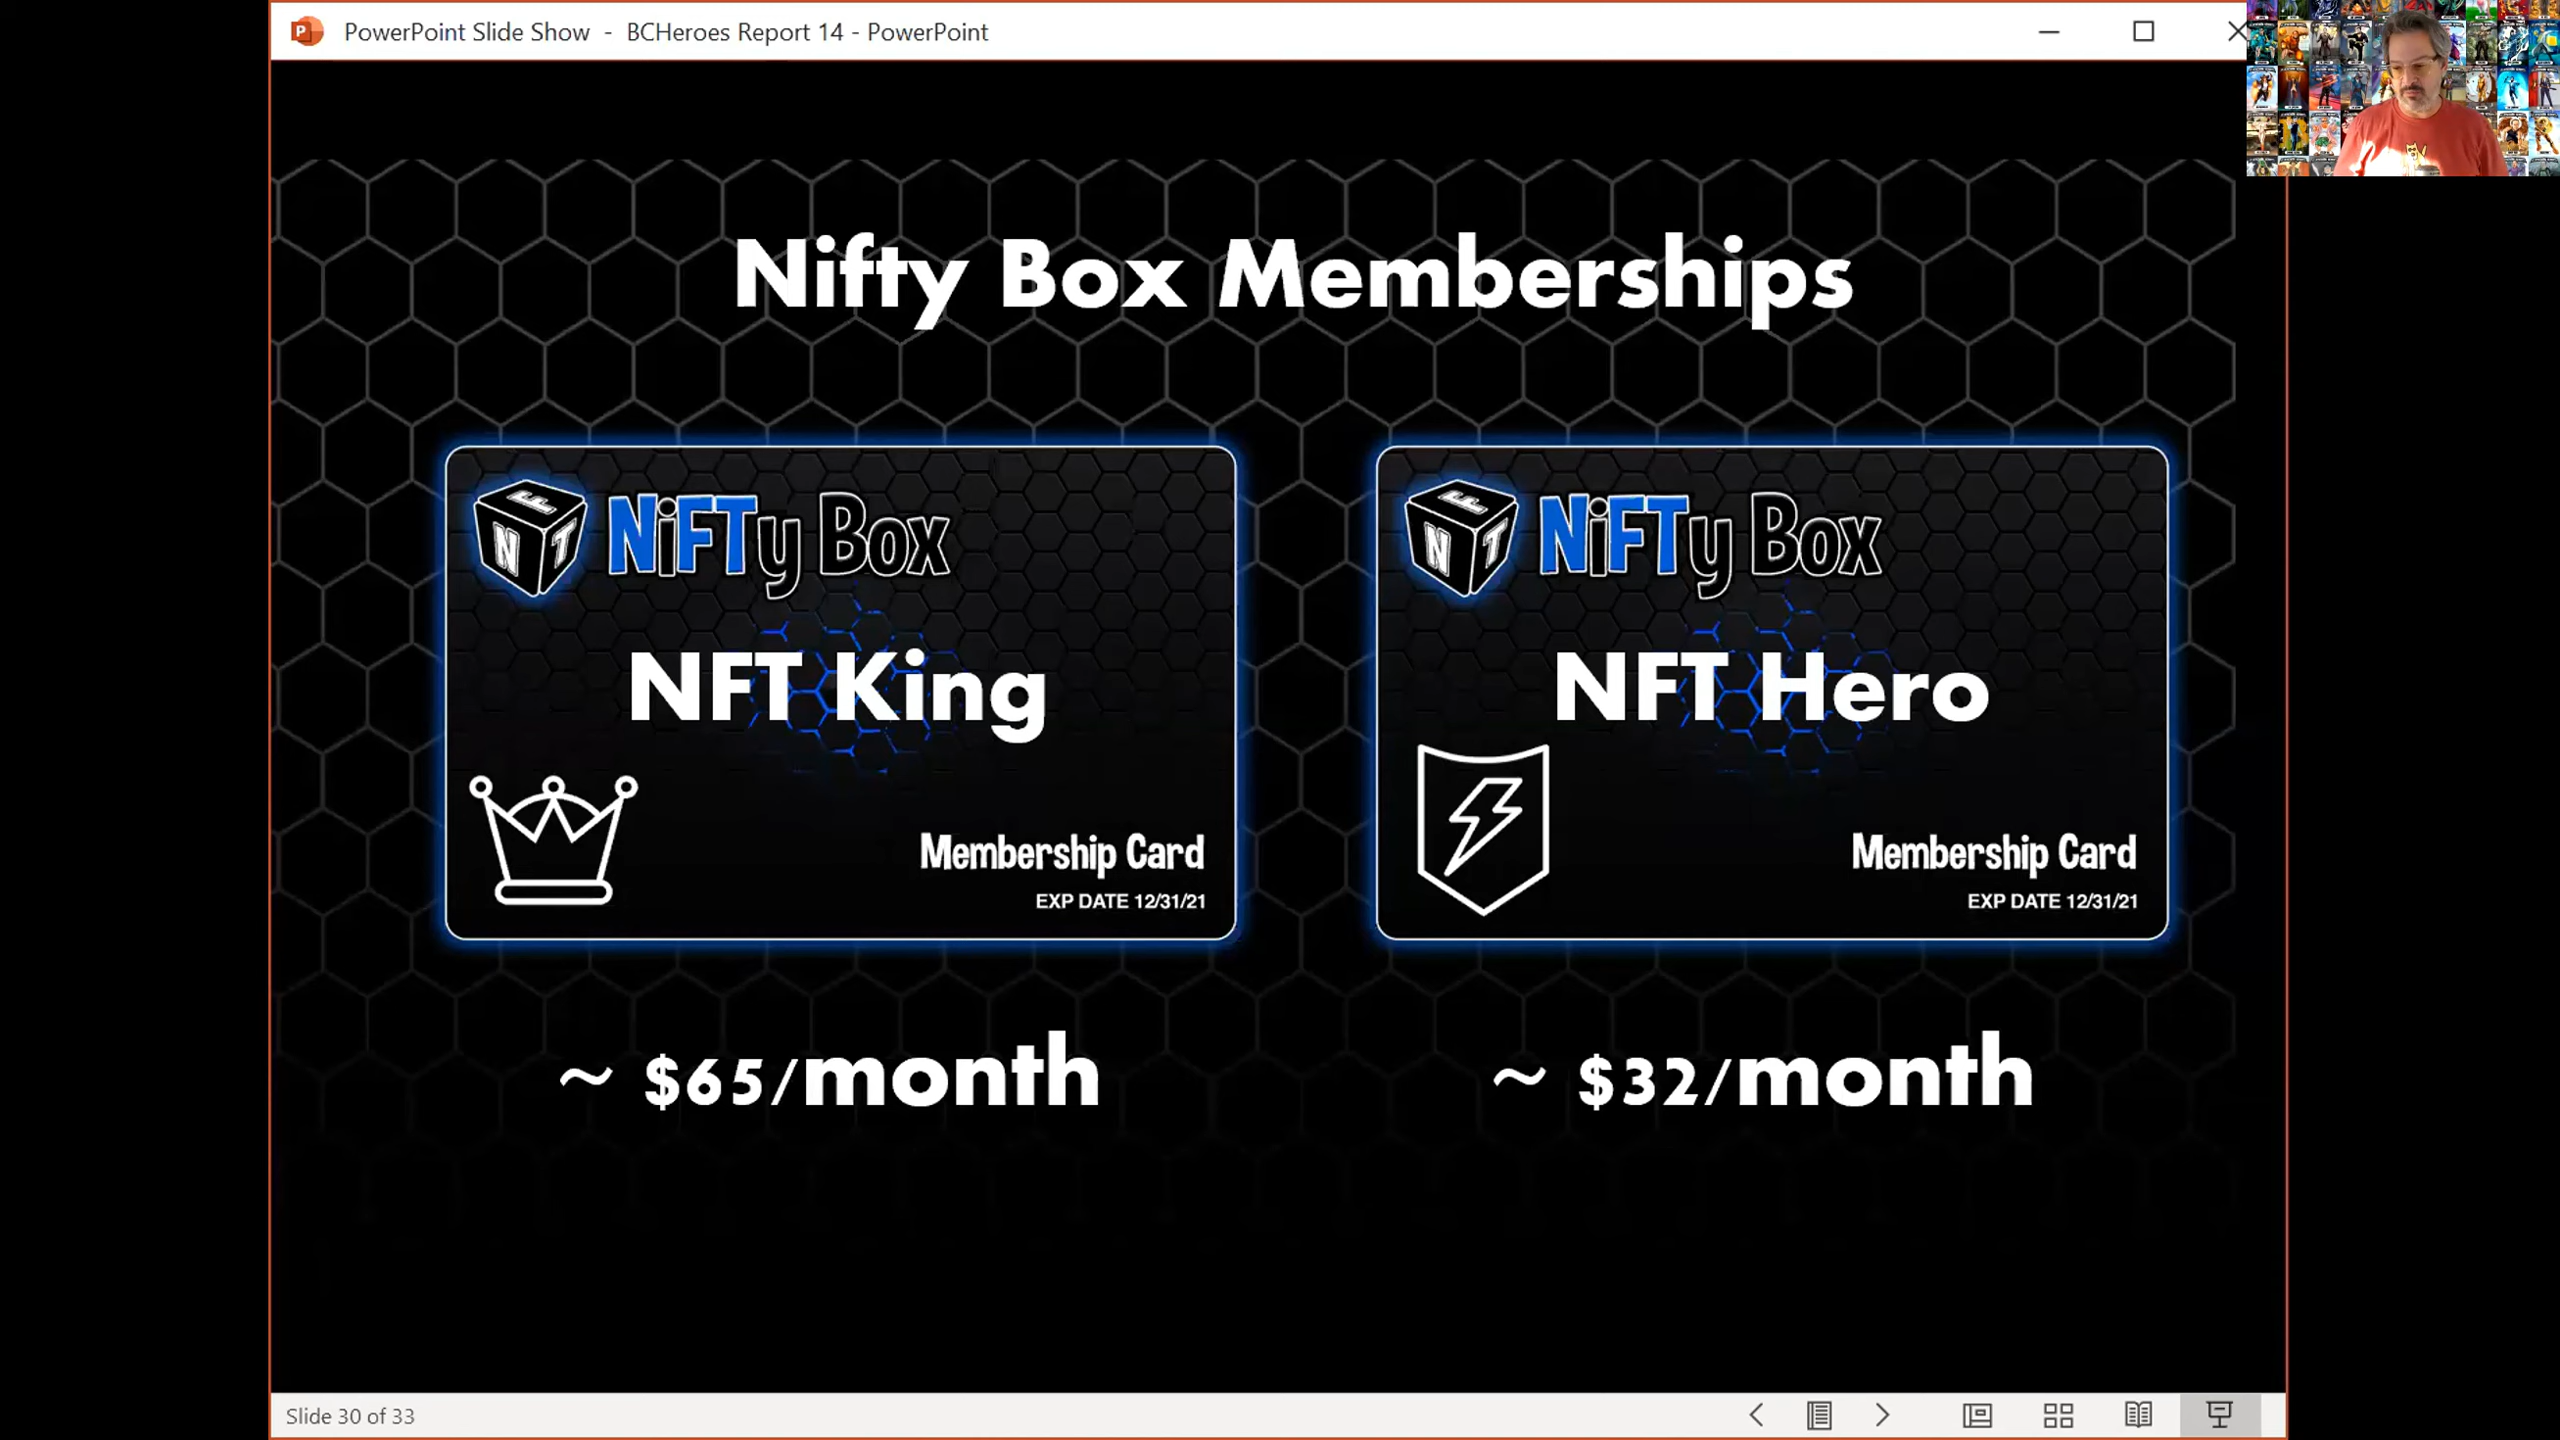 PowerPoint Slide Show - BCHeroes Report 14 - PowerPoint
Nifty Box Memberships
NFT NiFTy Box
NFT King
Membership Card
EXP DATE 12/31/21
NFT NiFTy Box
NFT Hero
Membership Card
EXP DATE 12/31/21
~ $65/month
~ $32/month
Slide 30 of 33